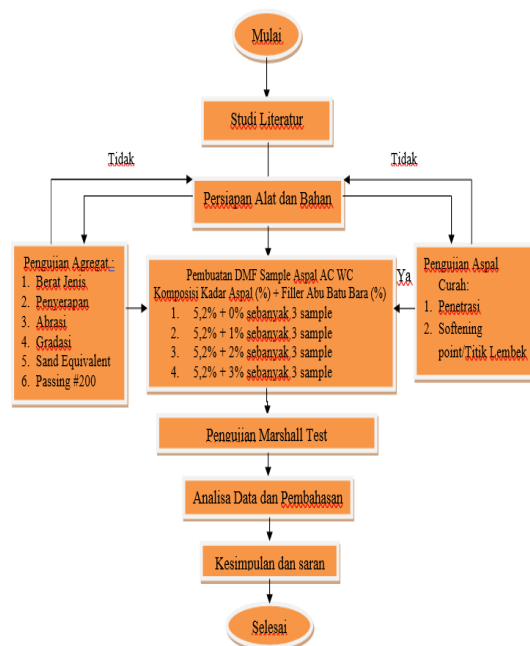 Mulai
Studi Literatur
Tidak
Tidak
Persiapan Alat dan Bahan
Pengujian Agregat :
1. Berat Jenis
2. Penyerapan
3. Abrasi
4. Gradasi
5. Sand Equivalent
6. Passing #200
Pembuatan DMF Sample Aspal AC WC
Komposisi Kadar Aspal (%) + Filler Abu Batu Bara (%)
1. 5,2% + 0% sebanyak 3 sample
2. 5,2% + 1% sebanyak 3 sample
3. 5,2% + 2% sebanyak 3 sample
4. 5,2% + 3% sebanyak 3 sample
Ya
Pengujian Aspal
Curah:
1. Penetrasi
2. Softening
point/Titik Lembek
Pengujian Marshall Test
Analisa Data dan Pembahasan
Kesimpulan dan saran
Selesai